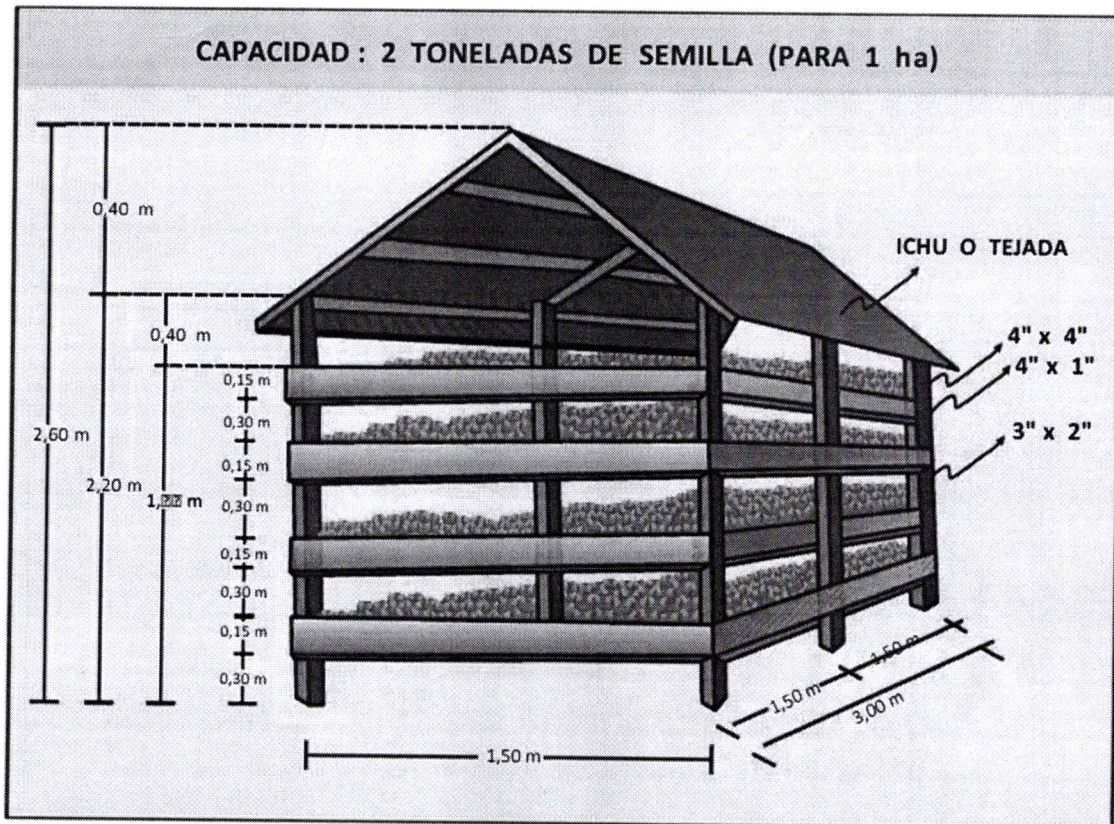 CAPACIDAD : 2 TONELADAS DE SEMILLA (PARA 1 ha)
0,40 m
ICHU O TEJADA
0,40 m
4" x 4"
4" x 1"
0,15 m
0,30 m
3" x 2"
2,60 m
0,15 m
2,20 m
m
0,30 m
0,15 m
0,30 m
0,15 m
0,30 m
1,50 m
1,50 m
3,00 m
1,50 m